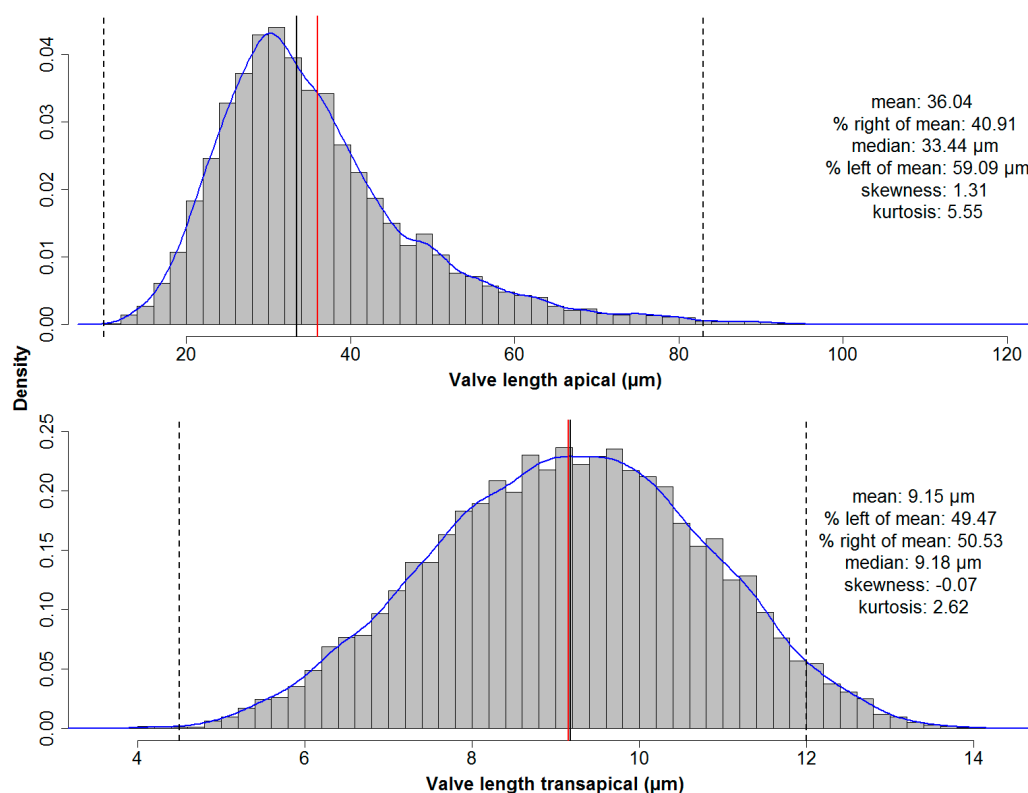 0.04
0.03
0.02
0.01
0.00
mean: 36.04
% right of mean: 40.91
median: 33.44 µm
% left of mean: 59.09 µm
skewness: 1.31
kurtosis: 5.55
20 40 60 80 100 120
Valve length apical (µm)
Density
0.25
0.20
0.15
0.10
0.05
0.00
mean: 9.15 µm
% left of mean: 49.47
% right of mean: 50.53
median: 9.18 µm
skewness: -0.07
kurtosis: 2.62
4 6 8 10 12 14
Valve length transapical (µm)